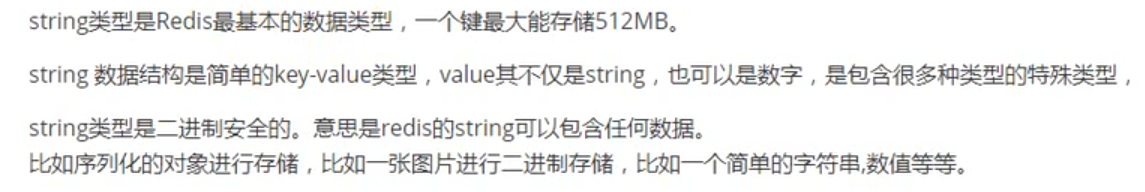 string类型是Redis最基本的数据类型，一个键最大能存储512MB。
string 数据结构是简单的key-value类型，value其不仅是string，也可以是数字，是包含很多种类型的特殊类型，
string类型是二进制安全的。意思是redis的string可以包含任何数据。
比如序列化的对象进行存储，比如一张图片进行二进制存储，比如一个简单的字符串,数值等等。